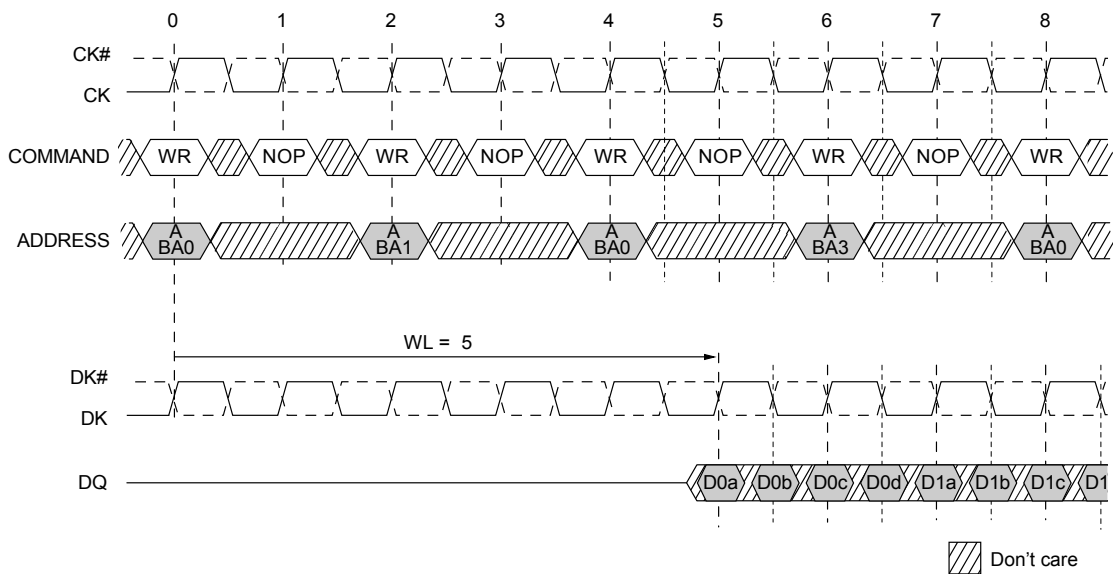 0 1 2 3 4 5 6 7 8
CK#
CK
COMMAND WR NOP WR NOP WR NOP WR NOP WR
ADDRESS A BA0 A BA1 A BA0 A BA3 A BA0
WL = 5
DK#
DK
DQ D0a D0b D0c D0d D1a D1b D1c D1
Don't care